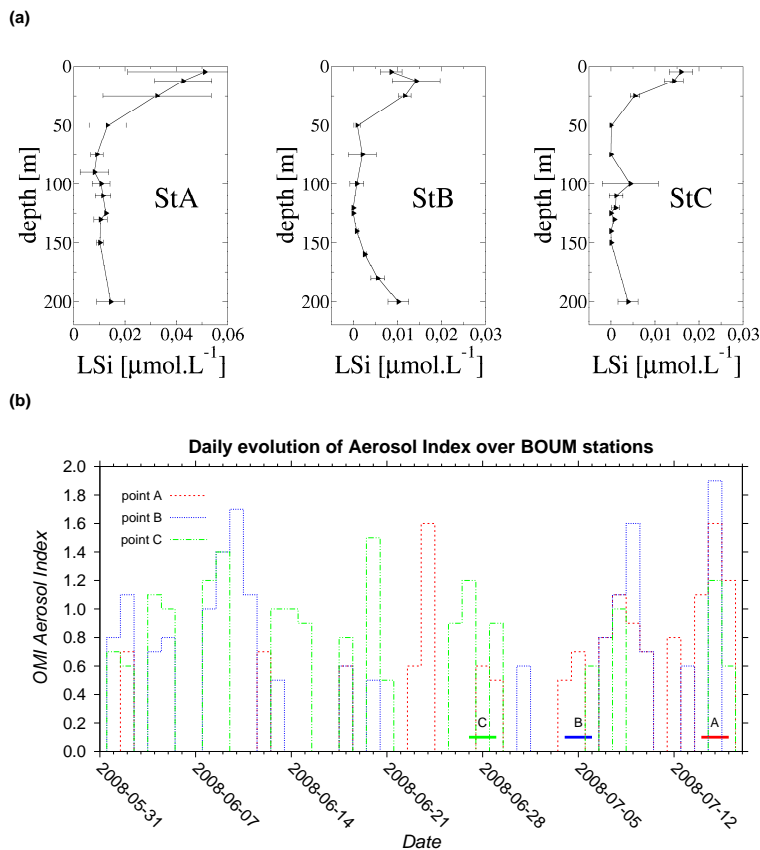 (a)
0
50
100
150
200
depth [m]
StA
0
0,02
0,04
0,06
LSi [µmol.L⁻¹]
0
50
100
150
200
depth [m]
StB
0
0,01
0,02
0,03
LSi [µmol.L⁻¹]
0
50
100
150
200
depth [m]
StC
0
0,01
0,02
0,03
LSi [µmol.L⁻¹]
(b)
Daily evolution of Aerosol Index over BOUM stations
2.0
1.8
1.6
1.4
1.2
1.0
0.8
0.6
0.4
0.2
0.0
OMI Aerosol Index
point A
point B
point C
C
B
A
2008-05-31
2008-06-07
2008-06-14
2008-06-21
2008-06-28
2008-07-05
2008-07-12
Date